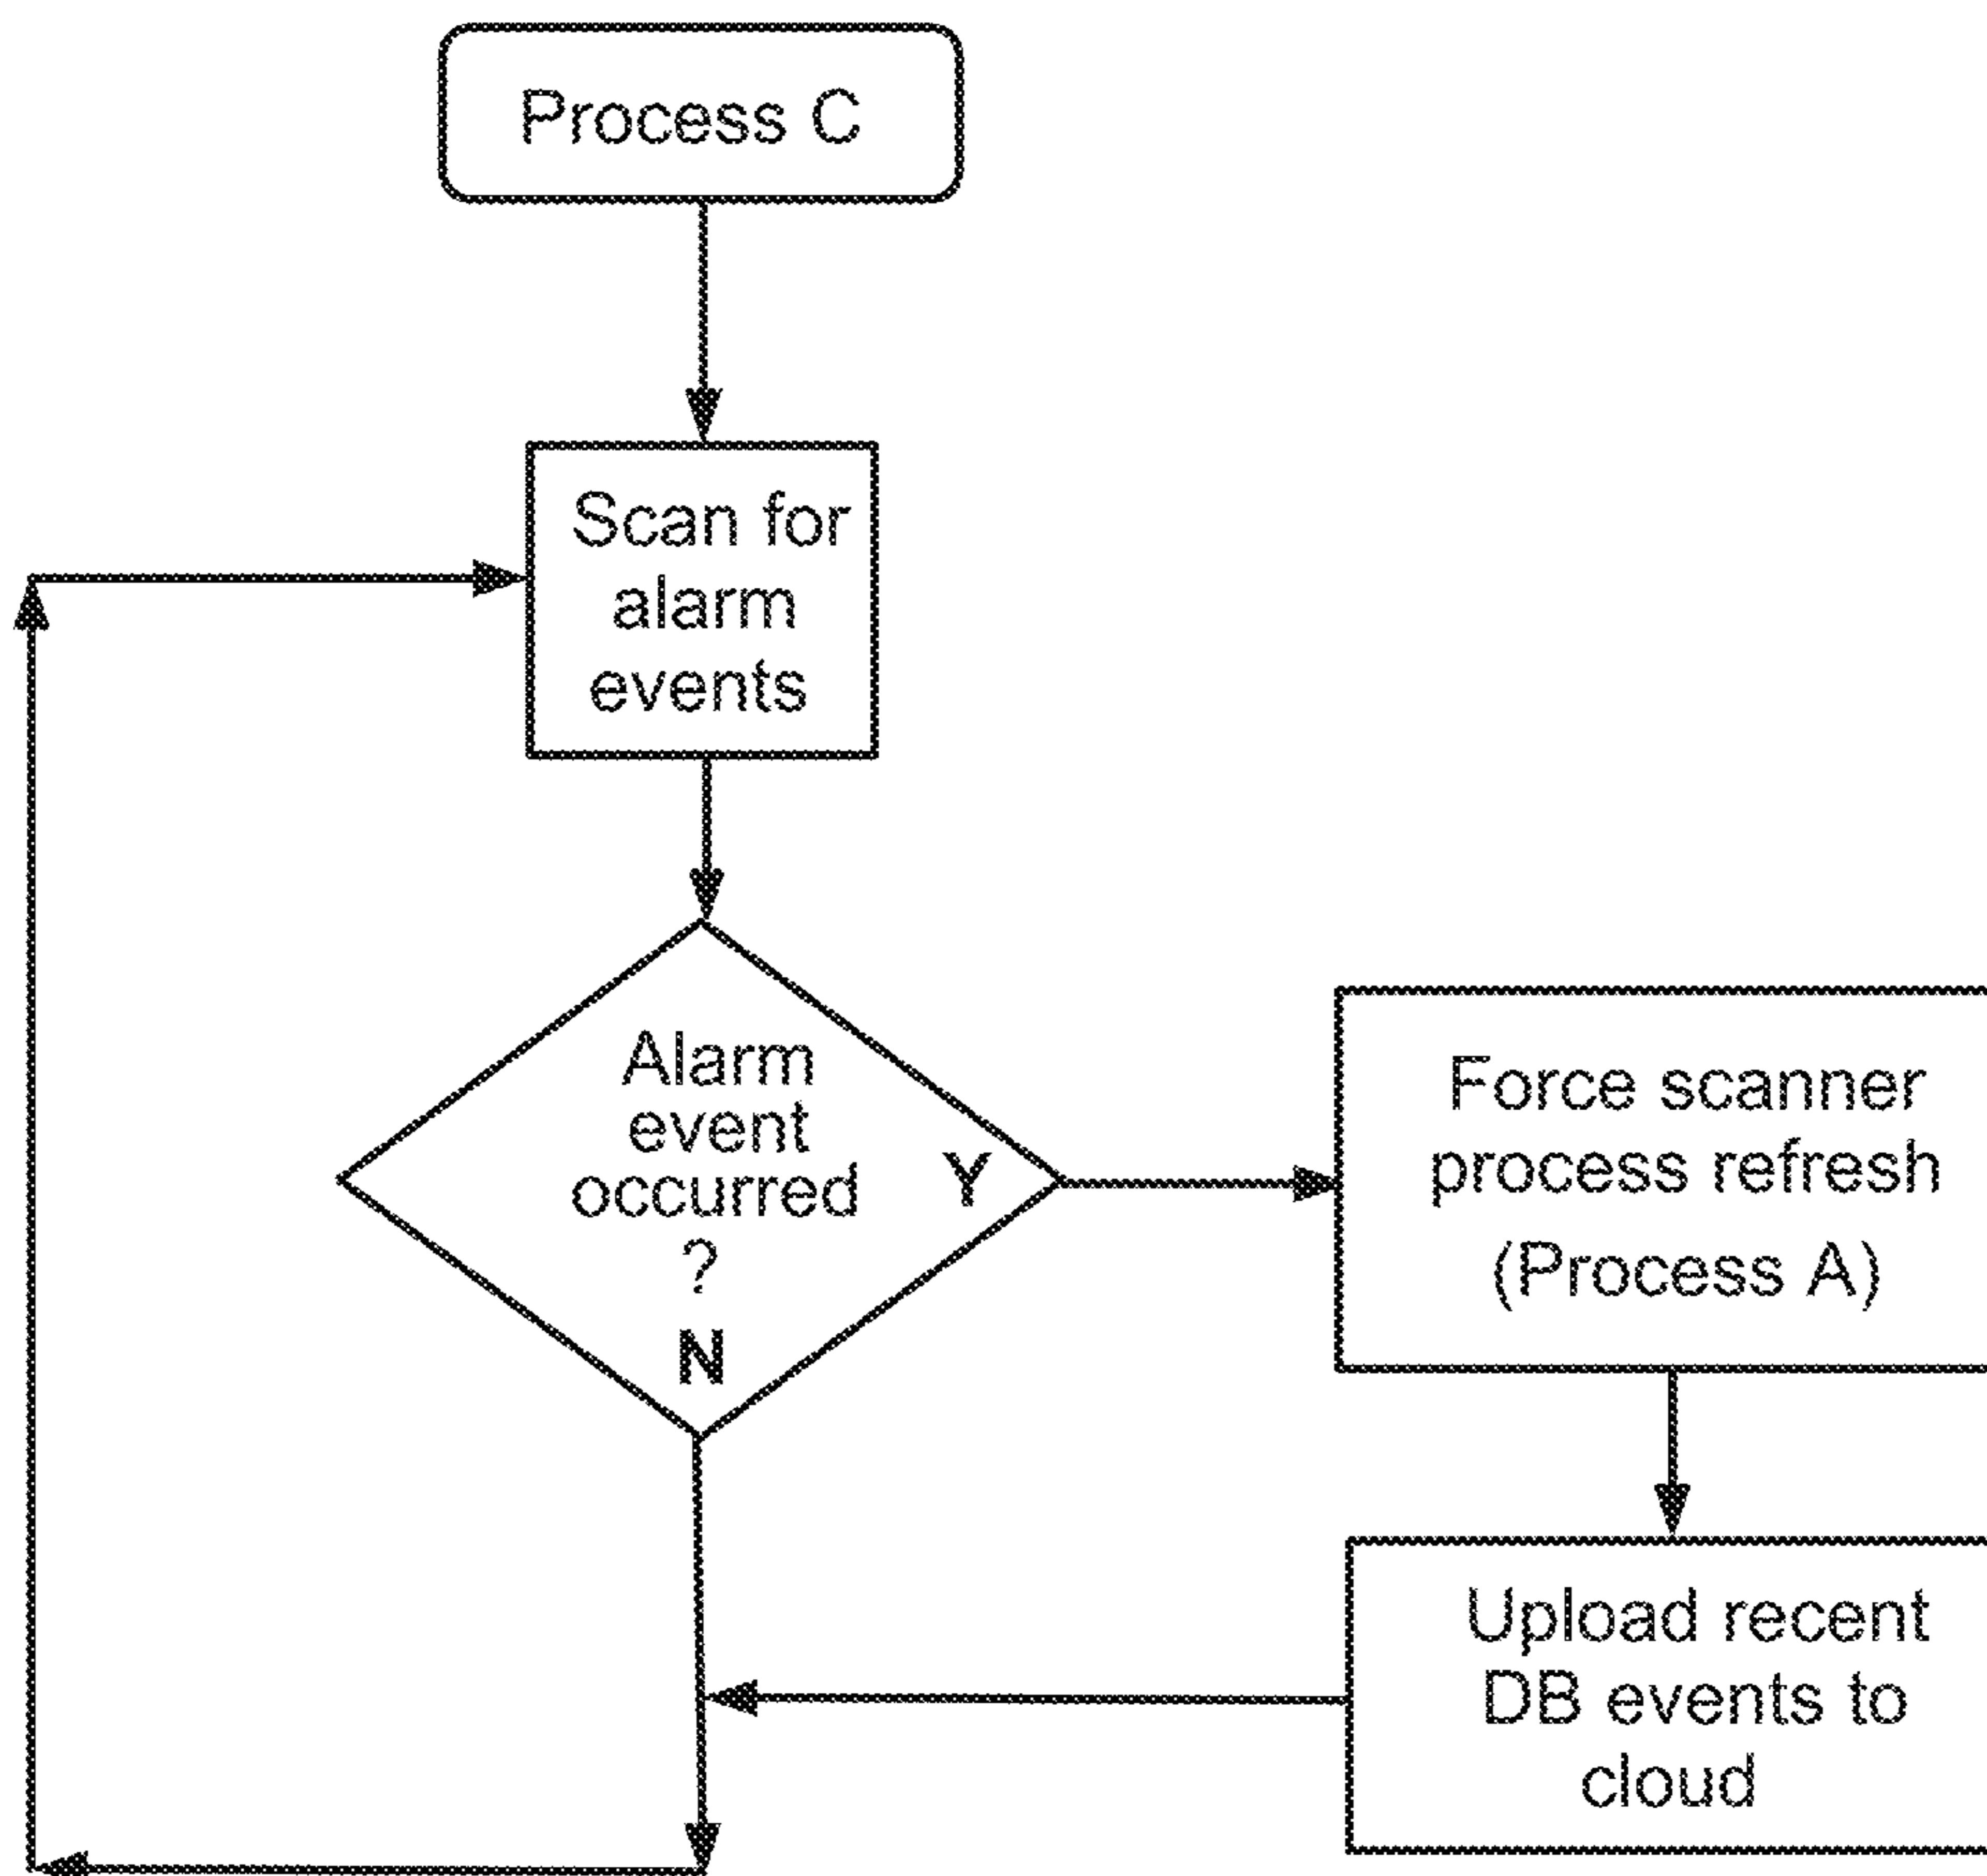 Process C
Scan for
alarm
events
Alarm
event
occurred
?
Y
N
Force scanner
process refresh
(Process A)
Upload recent
DB events to
cloud